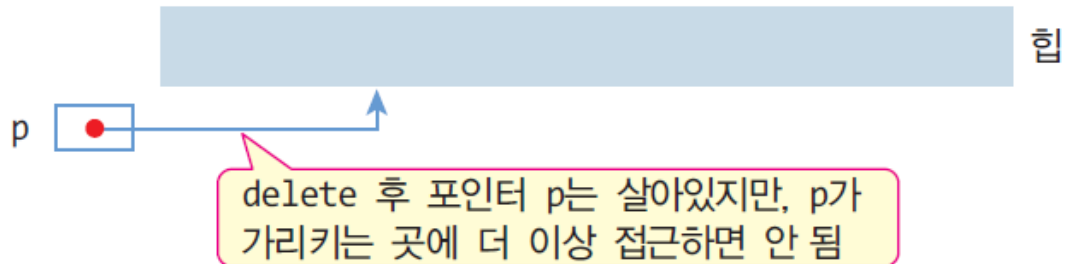 힙
p
delete 후 포인터 p는 살아있지만, p가
가리키는 곳에 더 이상 접근하면 안 됨